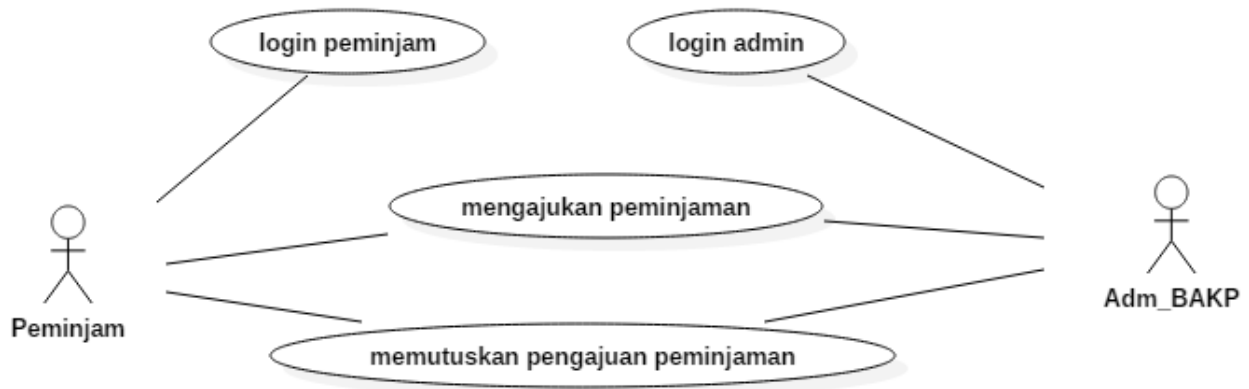 login peminjam
login admin
mengajukan peminjaman
Peminjam
Adm_BAKP
memutuskan pengajuan peminjaman